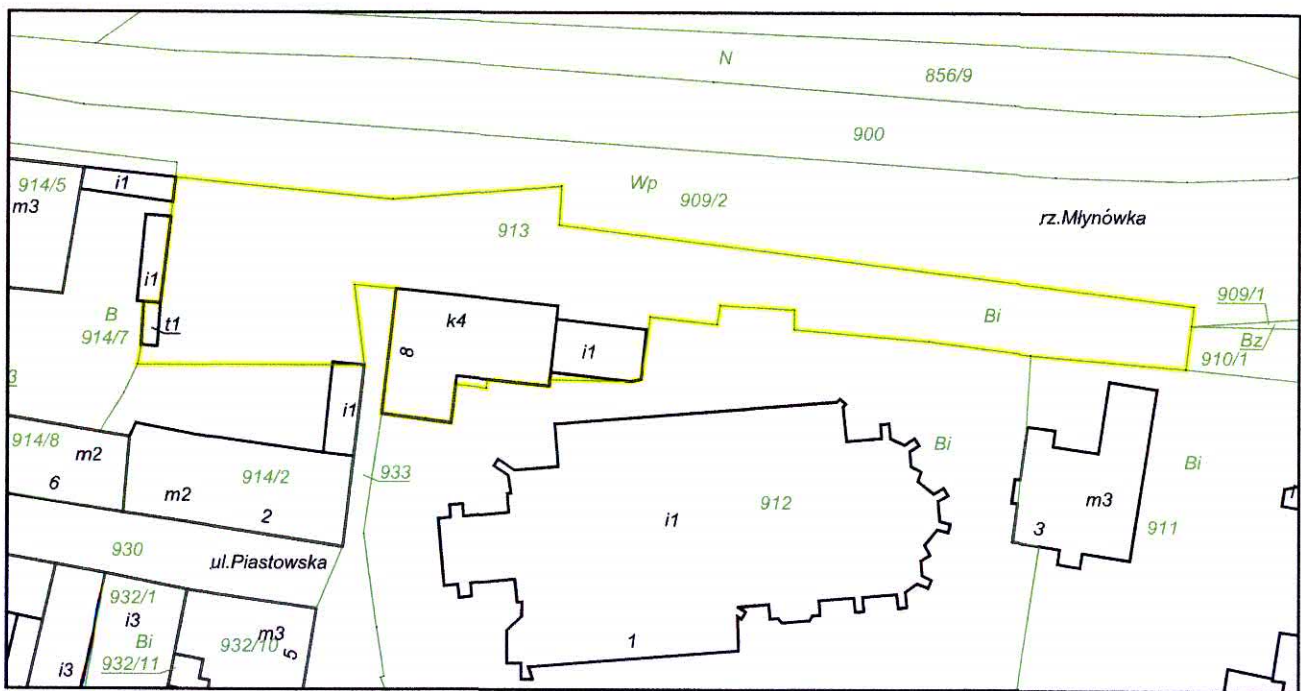 N
856/9
900
914/5
i1
m3
Wp
909/2
rz.Młynówka
913
i1
909/1
k4
Bi
B
t1
8
i1
Bz
914/7
910/1
3
i1
914/8
Bi
m2
933
914/2
Bi
6
m2
912
m3
2
i1
3
911
930
ul.Piastowska
932/1
i3
m3
1
Bi
932/10
5
932/11
i3